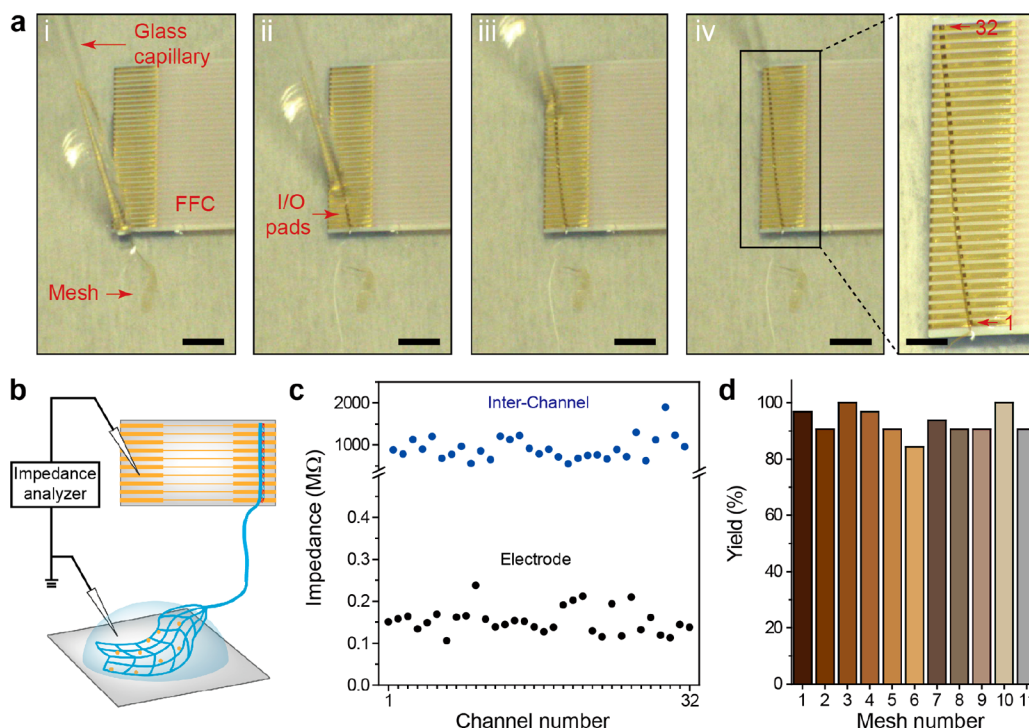 a
i
Glass
capillary
FFC
Mesh
ii
I/O
pads
iii
iv
32
1
b
Impedance
analyzer
c
Impedance (MΩ)
2000
1000
0.4
0.3
0.2
0.1
0.0
Inter-Channel
Electrode
1
32
Channel number
d
Yield (%)
100
80
60
40
20
0
1 2 3 4 5 6 7 8 9 10 11
Mesh number